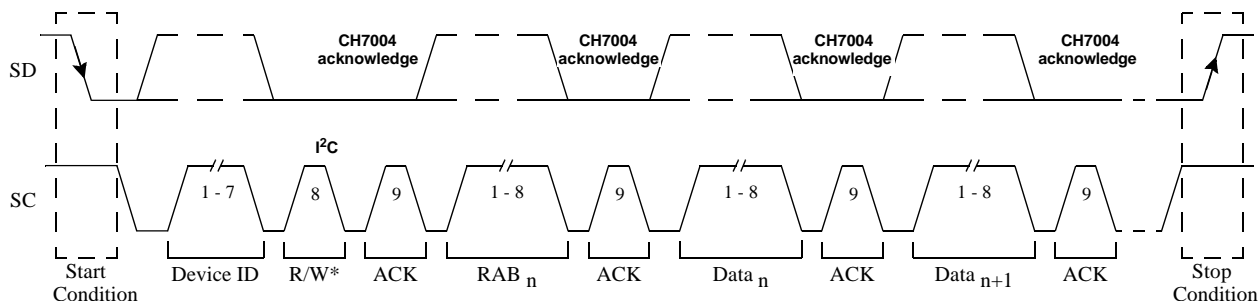 CH7004 acknowledge
CH7004 acknowledge
CH7004 acknowledge
CH7004 acknowledge
SD
I²C
SC
1 - 7
8
9
1 - 8
9
1 - 8
9
1 - 8
9
Start Condition
Device ID
R/W*
ACK
RAB n
ACK
Data n
ACK
Data n+1
ACK
Stop Condition